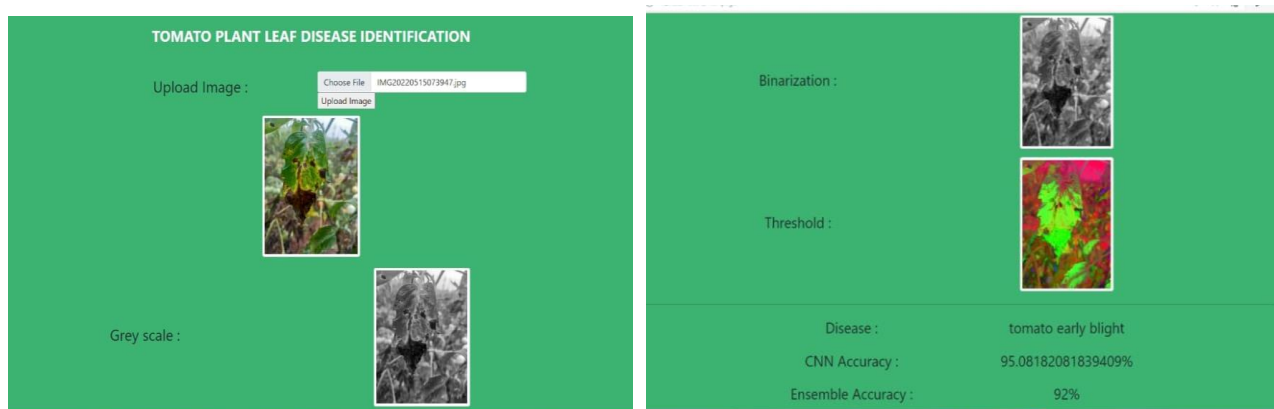 TOMATO PLANT LEAF DISEASE IDENTIFICATION
Upload Image :
Choose File IMG20220515073947.jpg
Upload Image
Grey scale :
Binarization :
Threshold :
Disease : tomato early blight
CNN Accuracy : 95.08182081839409%
Ensemble Accuracy : 92%